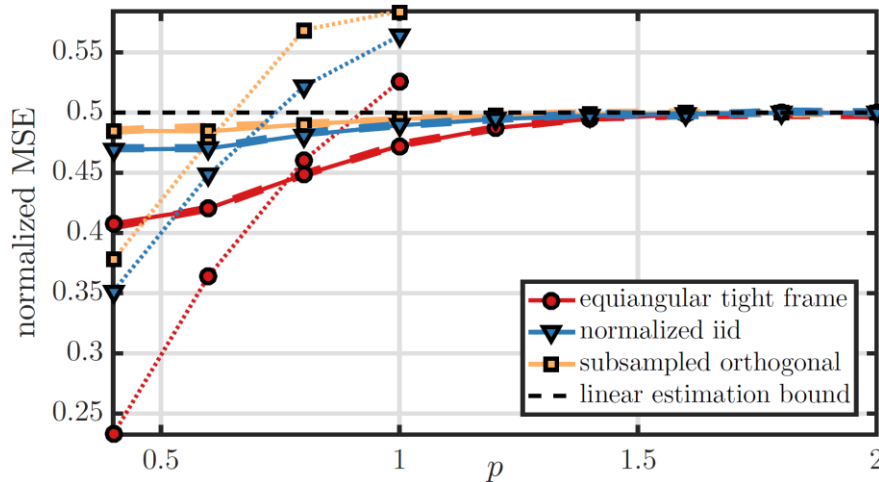 0.55
0.5
0.45
0.4
0.35
0.3
0.25
normalized MSE
equiangular tight frame
normalized iid
subsampled orthogonal
linear estimation bound
0.5
1
1.5
2
p